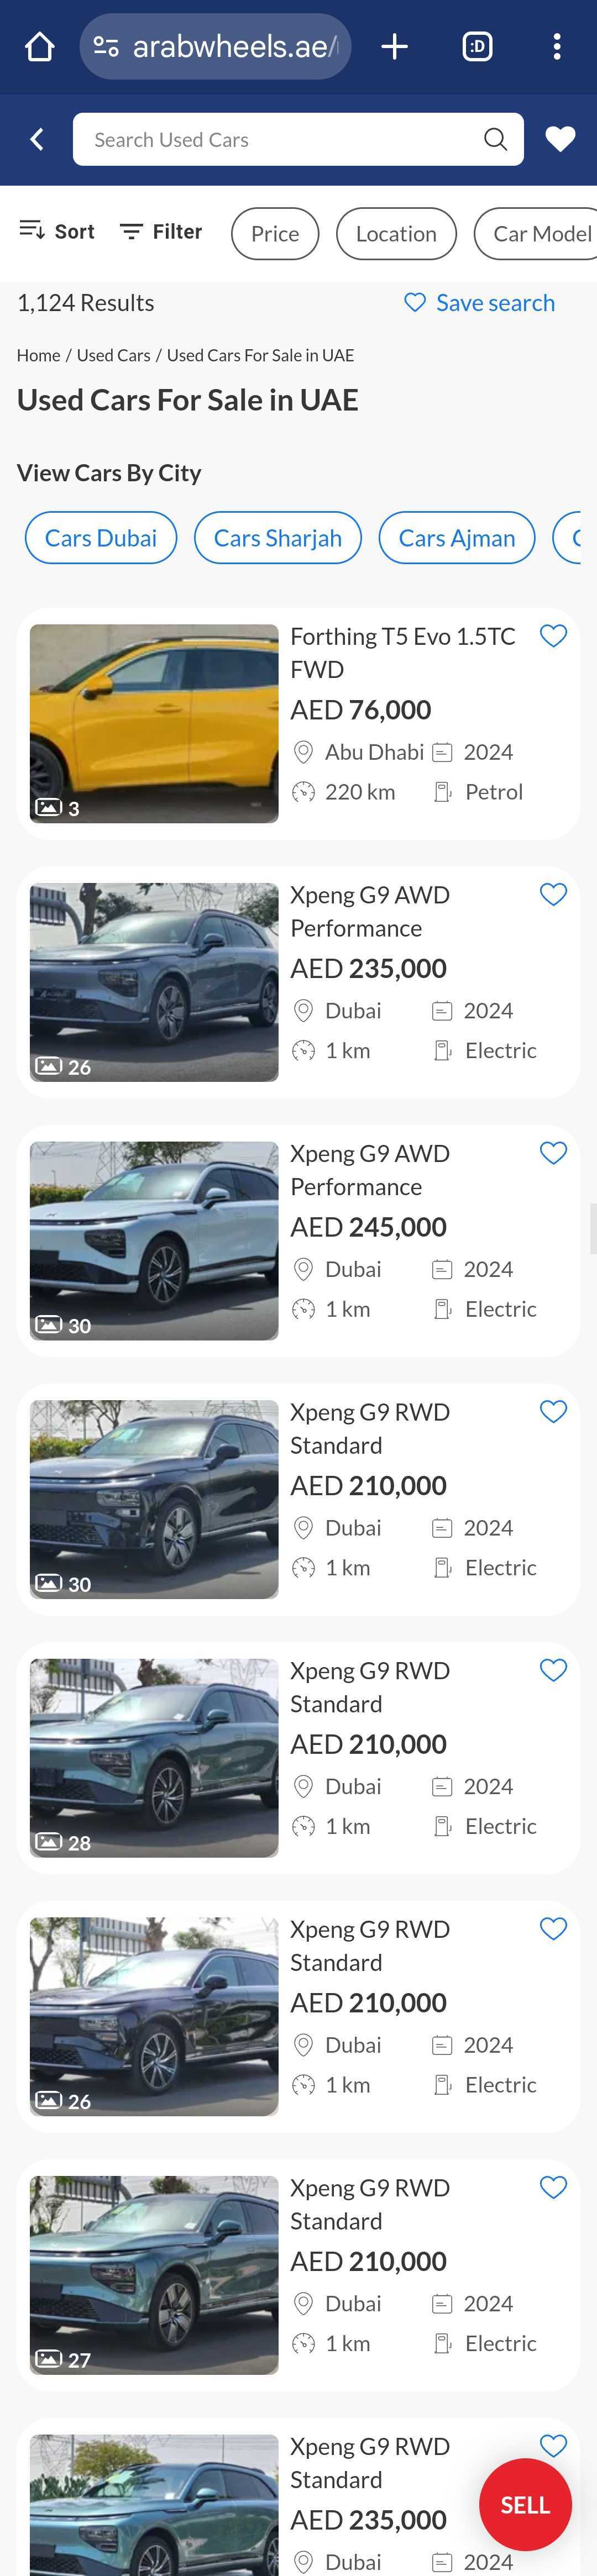 arabwheels.ae/
:D
Search Used Cars
Sort
Filter
Price
Location
Car Model
1,124 Results
Save search
Home / Used Cars / Used Cars For Sale in UAE
Used Cars For Sale in UAE
View Cars By City
Cars Dubai
Cars Sharjah
Cars Ajman
Forthing T5 Evo 1.5TC
FWD
AED 76,000
Abu Dhabi 2024
220 km Petrol
3
Xpeng G9 AWD
Performance
AED 235,000
Dubai 2024
1 km Electric
26
Xpeng G9 AWD
Performance
AED 245,000
Dubai 2024
1 km Electric
30
Xpeng G9 RWD
Standard
AED 210,000
Dubai 2024
1 km Electric
30
Xpeng G9 RWD
Standard
AED 210,000
Dubai 2024
1 km Electric
28
Xpeng G9 RWD
Standard
AED 210,000
Dubai 2024
1 km Electric
26
Xpeng G9 RWD
Standard
AED 210,000
Dubai 2024
1 km Electric
27
Xpeng G9 RWD
Standard
AED 235,000
Dubai 2024
SELL